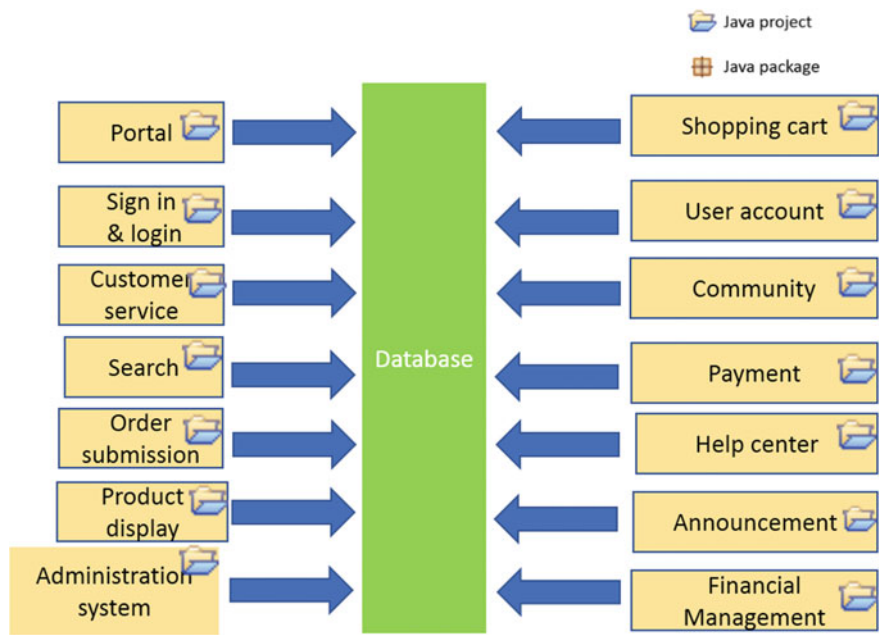 Java project
Java package
Portal
Sign in
& login
Customer
service
Search
Order
submission
Product
display
Administration
system
Database
Shopping cart
User account
Community
Payment
Help center
Announcement
Financial
Management